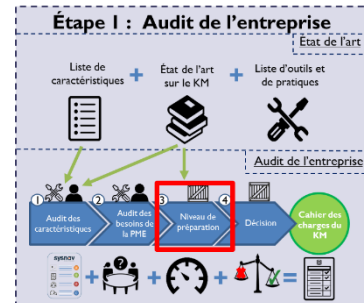 Étape 1 : Audit de l'entreprise
État de l'art
Liste de caractéristiques
+
État de l'art sur le KM
+
Liste d'outils et de pratiques
Audit de l'entreprise
1
Audit des caractéristiques
2
Audit des besoins de la PME
3
Niveau de préparation
4
Décision
Cahier des charges du KM
sysnav
+
?
+
+
=